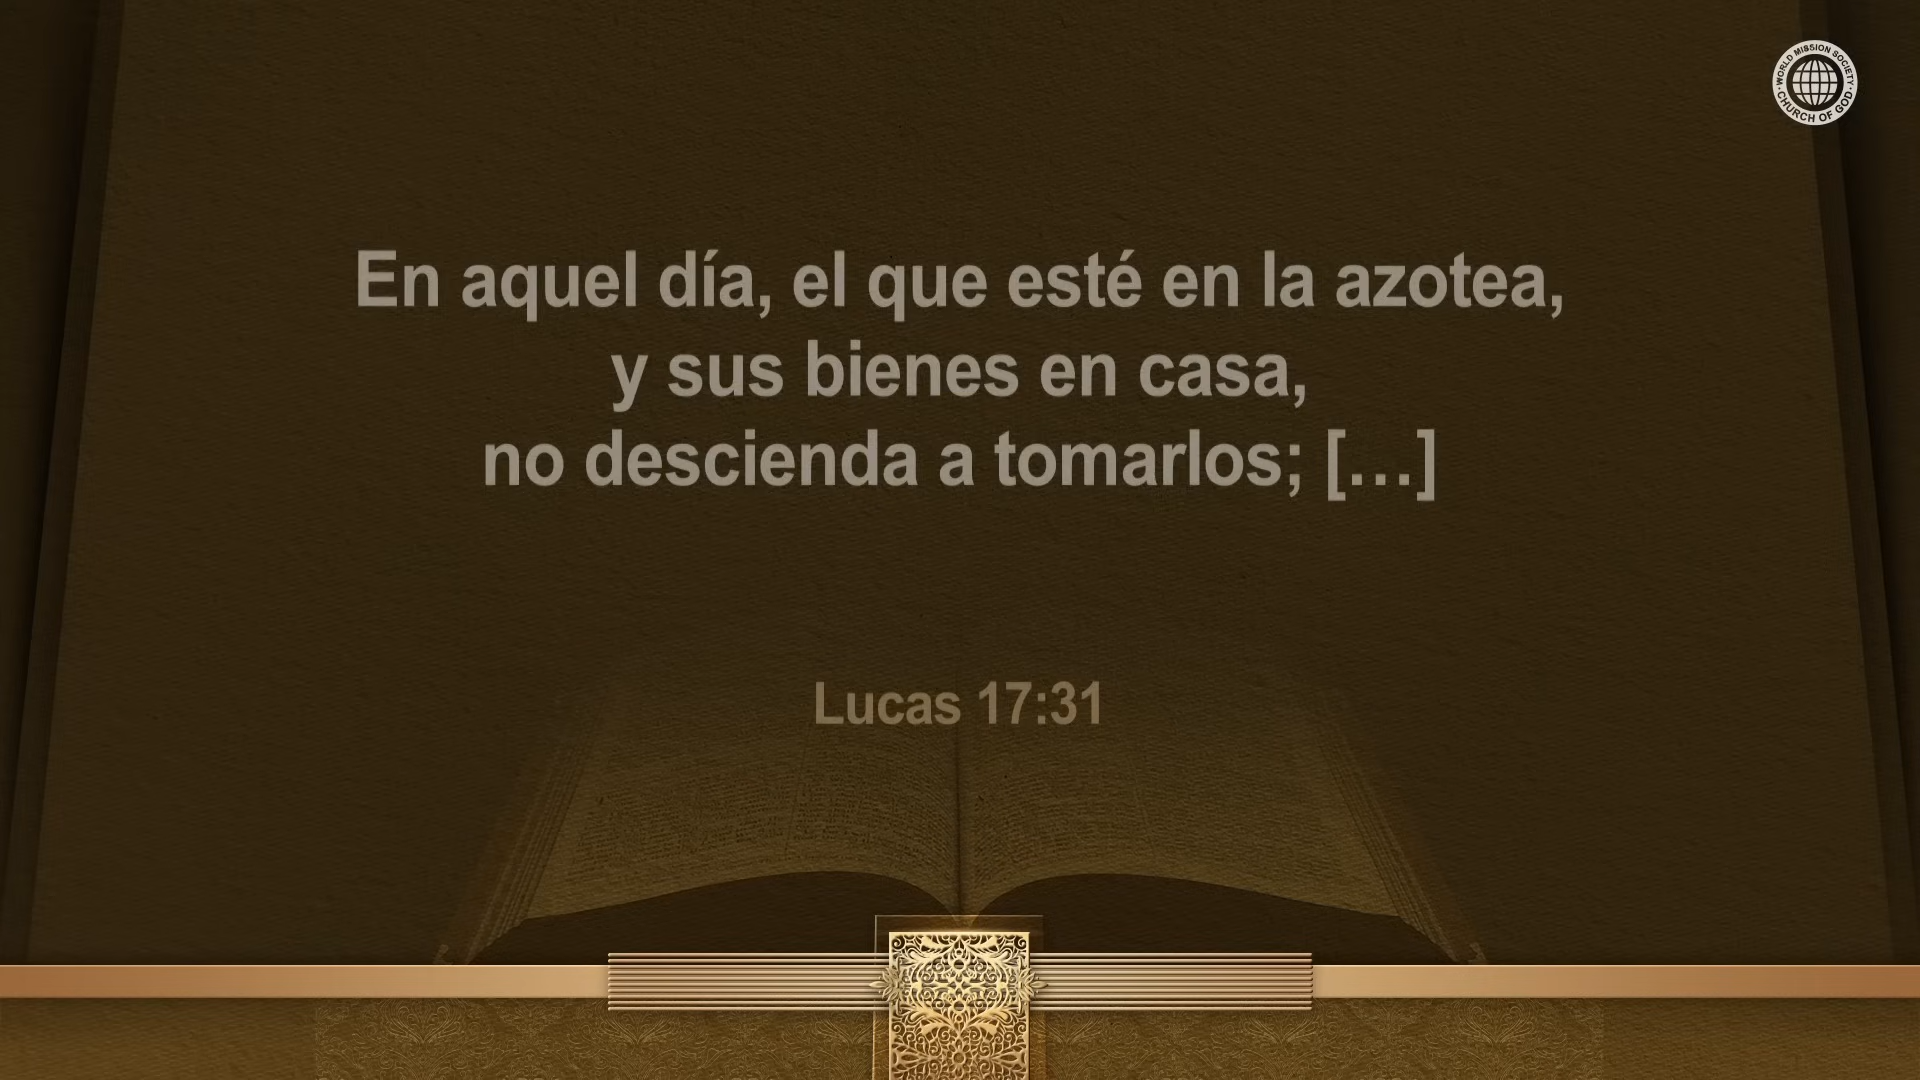 WORLD MISSION SOCIETY
CHURCH OF GOD
En aquel día, el que esté en la azotea,
y sus bienes en casa,
no descienda a tomarlos; […]
Lucas 17:31